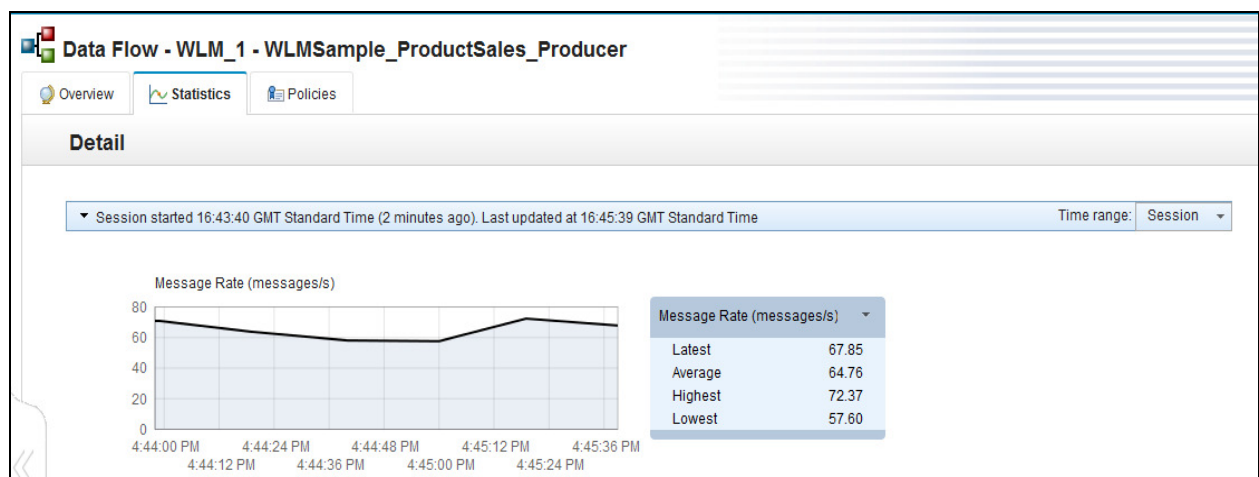 Data Flow - WLM_1 - WLMSample_ProductSales_Producer
Overview
Statistics
Policies
Detail
Session started 16:43:40 GMT Standard Time (2 minutes ago). Last updated at 16:45:39 GMT Standard Time
Time range: Session
Message Rate (messages/s)
80
60
40
20
0
4:44:00 PM 4:44:24 PM 4:44:48 PM 4:45:12 PM 4:45:36 PM
4:44:12 PM 4:44:36 PM 4:45:00 PM 4:45:24 PM
Message Rate (messages/s)
Latest 67.85
Average 64.76
Highest 72.37
Lowest 57.60